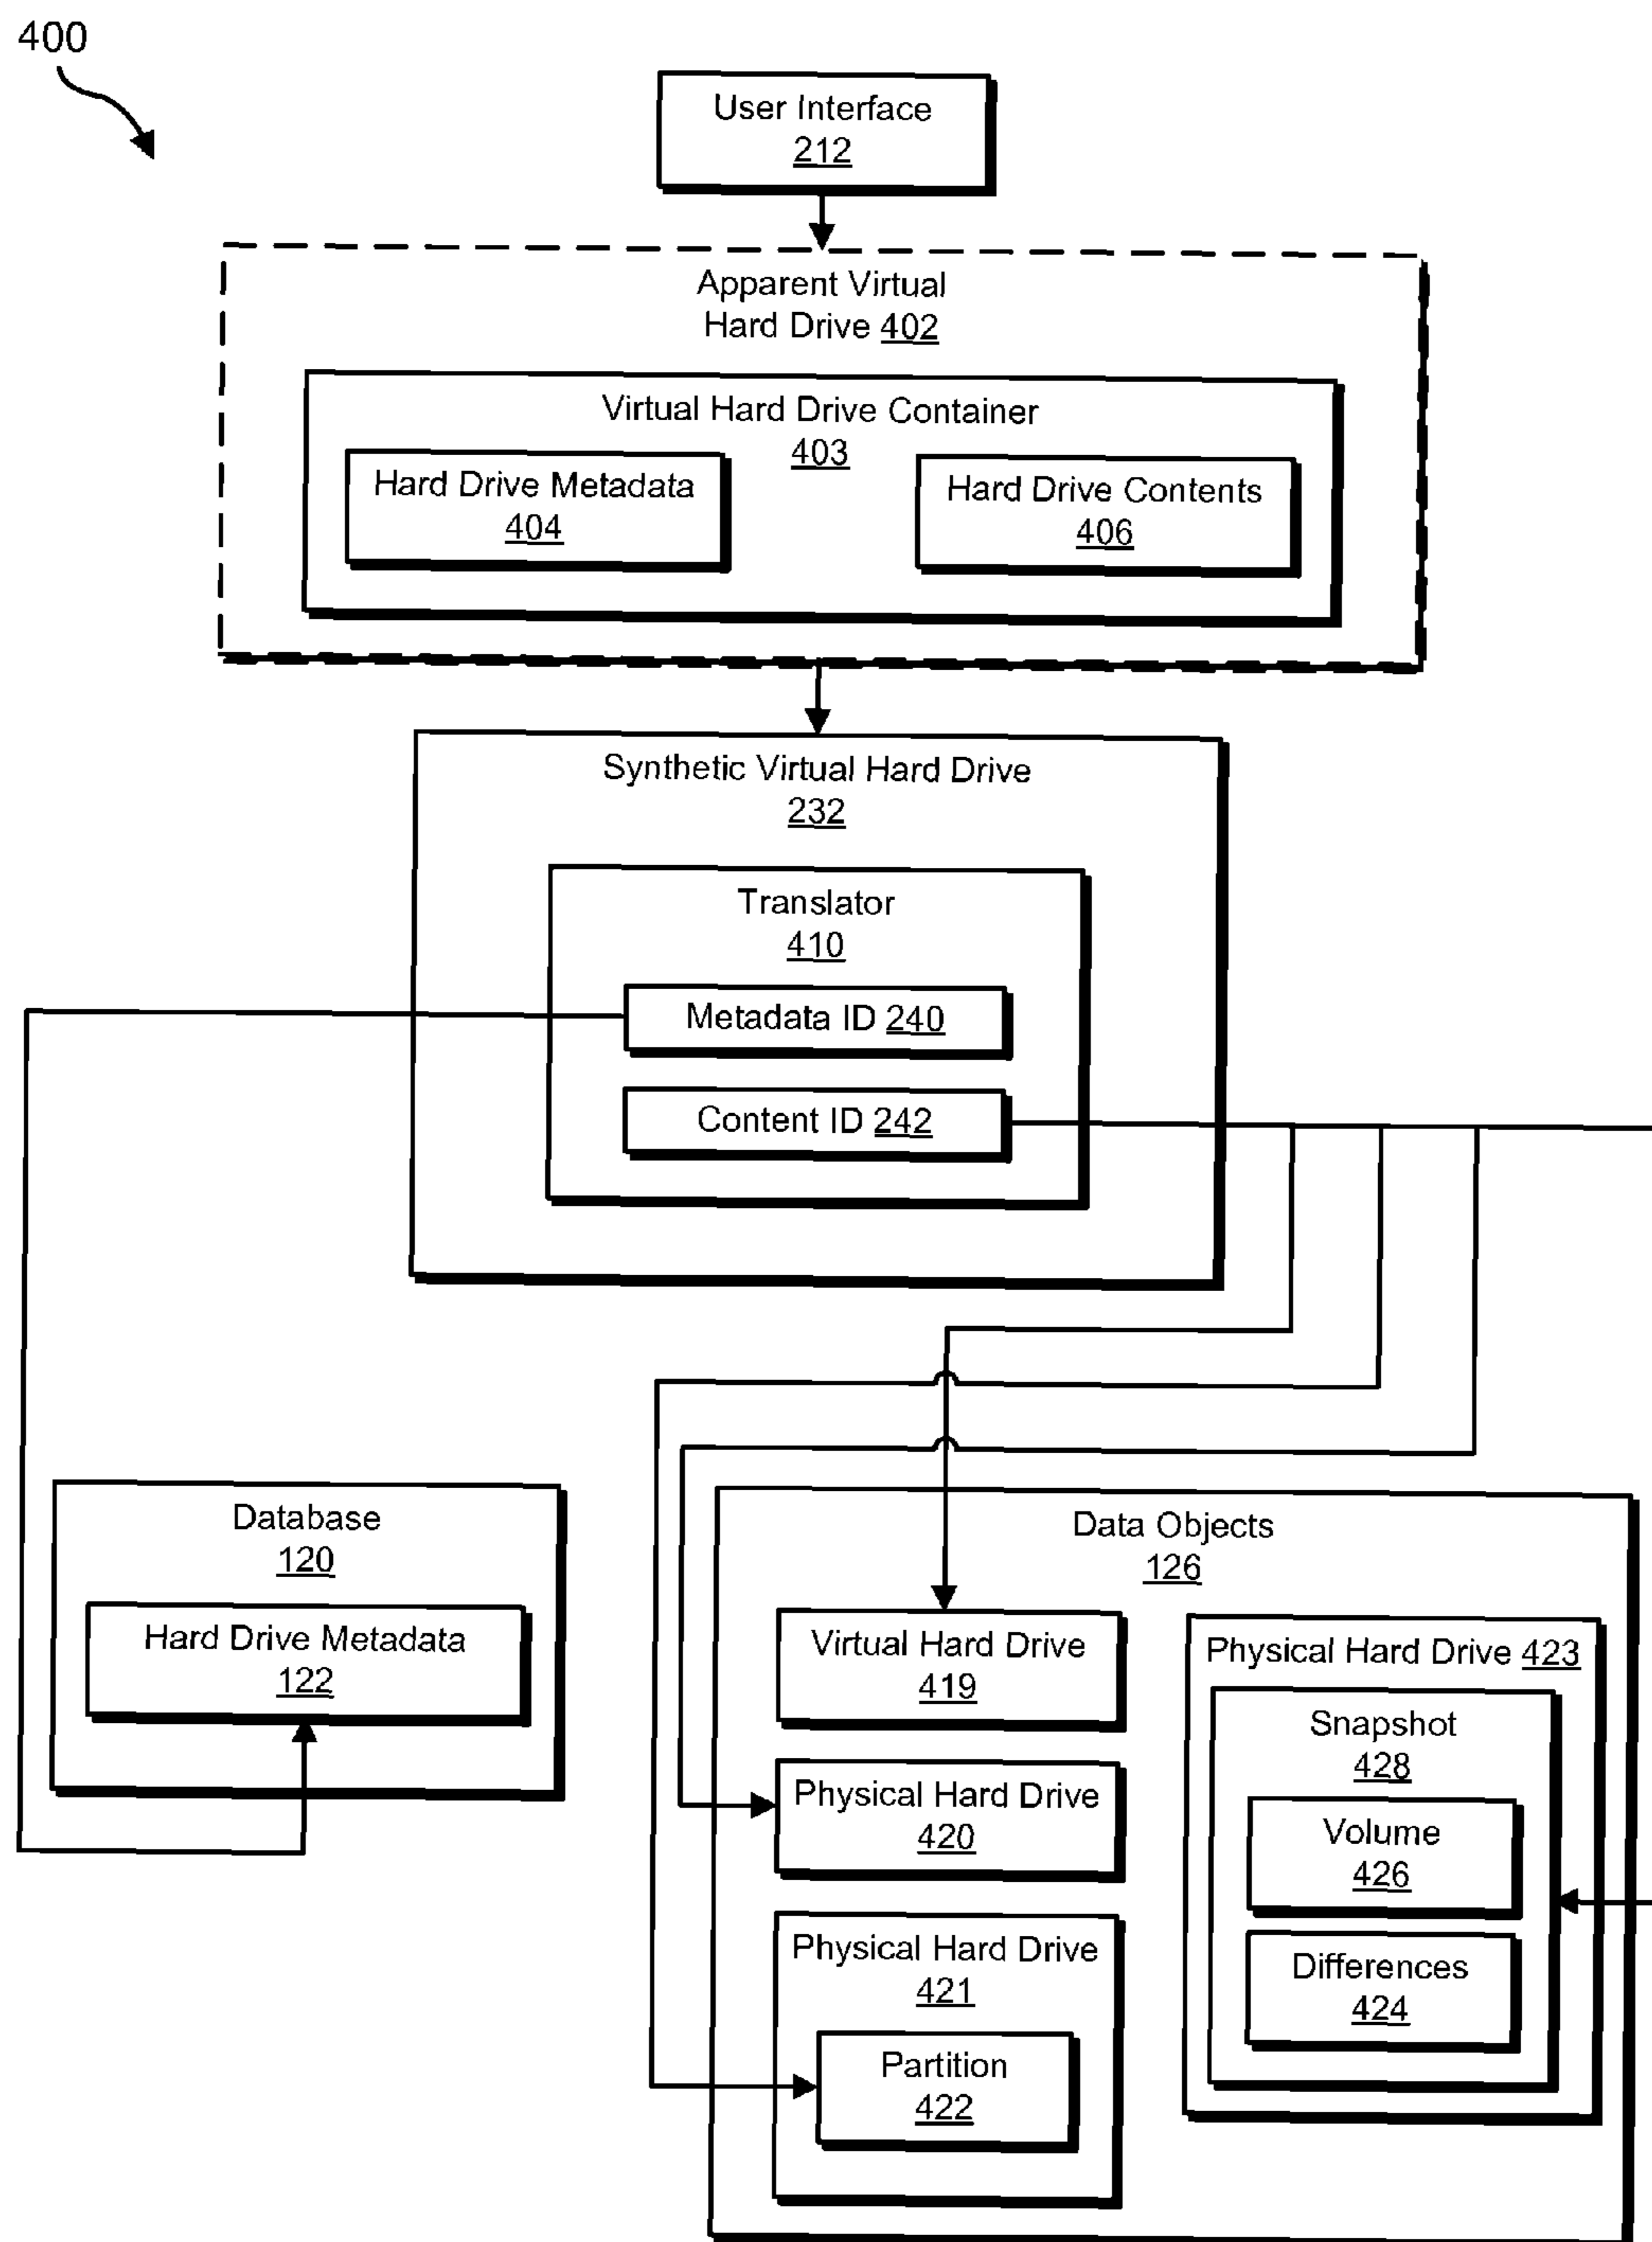 400
User Interface
212
Apparent Virtual
Hard Drive 402
Virtual Hard Drive Container
403
Hard Drive Metadata
404
Hard Drive Contents
406
Synthetic Virtual Hard Drive
232
Translator
410
Metadata ID 240
Content ID 242
Database
120
Hard Drive Metadata
122
Data Objects
126
Virtual Hard Drive
419
Physical Hard Drive
420
Physical Hard Drive
421
Partition
422
Physical Hard Drive 423
Snapshot
428
Volume
426
Differences
424